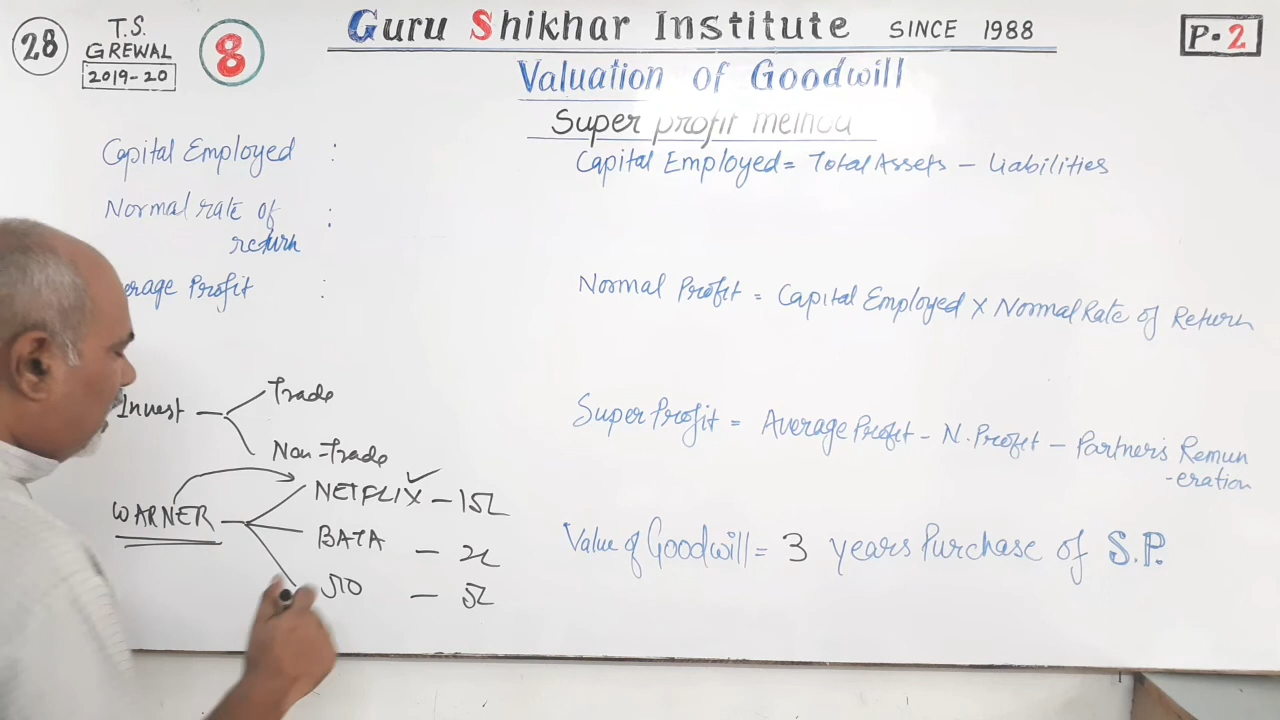 28
T.S.
GREWAL
2019-20
8
Guru Shikhar Institute SINCE 1988
P.2
Valuation of Goodwill
Super profit method
Capital Employed :
Capital Employed = Total Assets – Liabilities
Normal rate of
return :
erage Profit :
Normal Profit = Capital Employed X Normal Rate of Return
Invest
Trade
Non-Trade
Super Profit = Average Profit – N. Profit – Partner's Remun
-eration
WARNER
NETFLIX – 15L
BATA – 2L
– 5L
Value of Goodwill = 3 years Purchase of S.P.